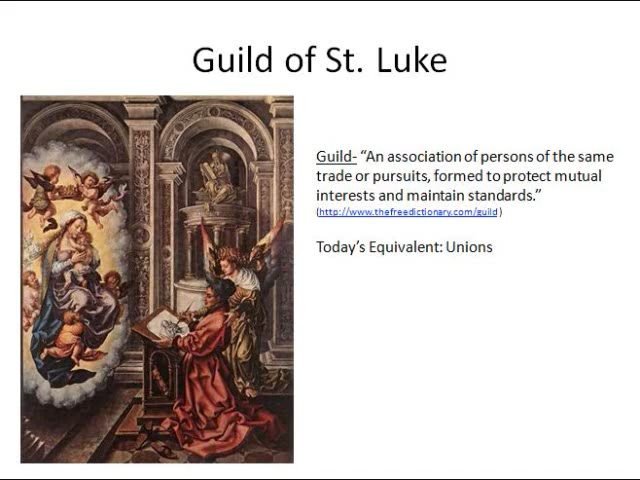 Guild of St. Luke
Guild- “An association of persons of the same
trade or pursuits, formed to protect mutual
interests and maintain standards.”
(http://www.thefreedictionary.com/guild )
Today’s Equivalent: Unions